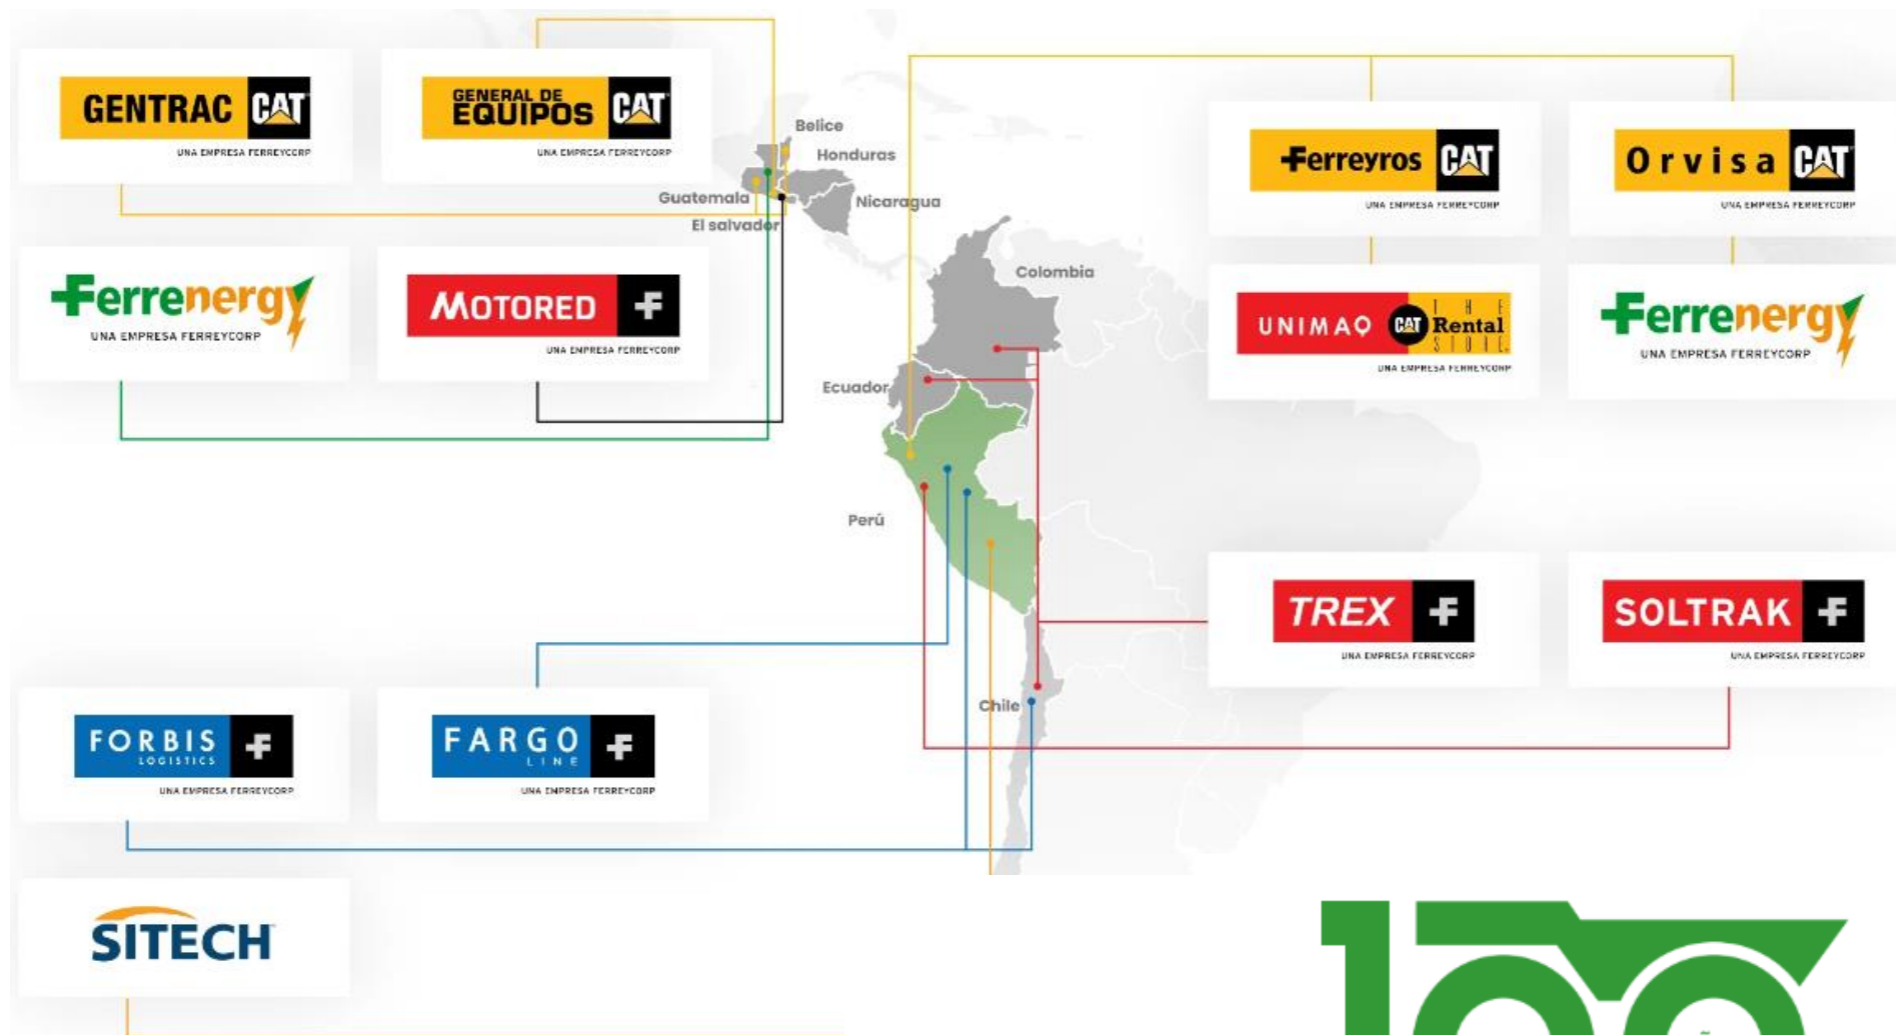 GENTRAC CAT
UNA EMPRESA FERREYCORP
GENERAL DE
EQUIPOS CAT
UNA EMPRESA FERREYCORP
Belice
Honduras
Guatemala
Nicaragua
El salvador
Ferreyros CAT
UNA EMPRESA FERREYCORP
Orvisa CAT
UNA EMPRESA FERREYCORP
Ferrenergy
UNA EMPRESA FERREYCORP
MOTORED F
UNA EMPRESA FERREYCORP
Colombia
UNIMAQ CAT THE
Rental
STORE
UNA EMPRESA FERREYCORP
Ferrenergy
UNA EMPRESA FERREYCORP
Ecuador
Perú
TREX F
UNA EMPRESA FERREYCORP
SOLTRAK F
UNA EMPRESA FERREYCORP
Chile
FORBIS F
LOGISTICS
UNA EMPRESA FERREYCORP
FARGO F
LINE
UNA EMPRESA FERREYCORP
SITECH
100